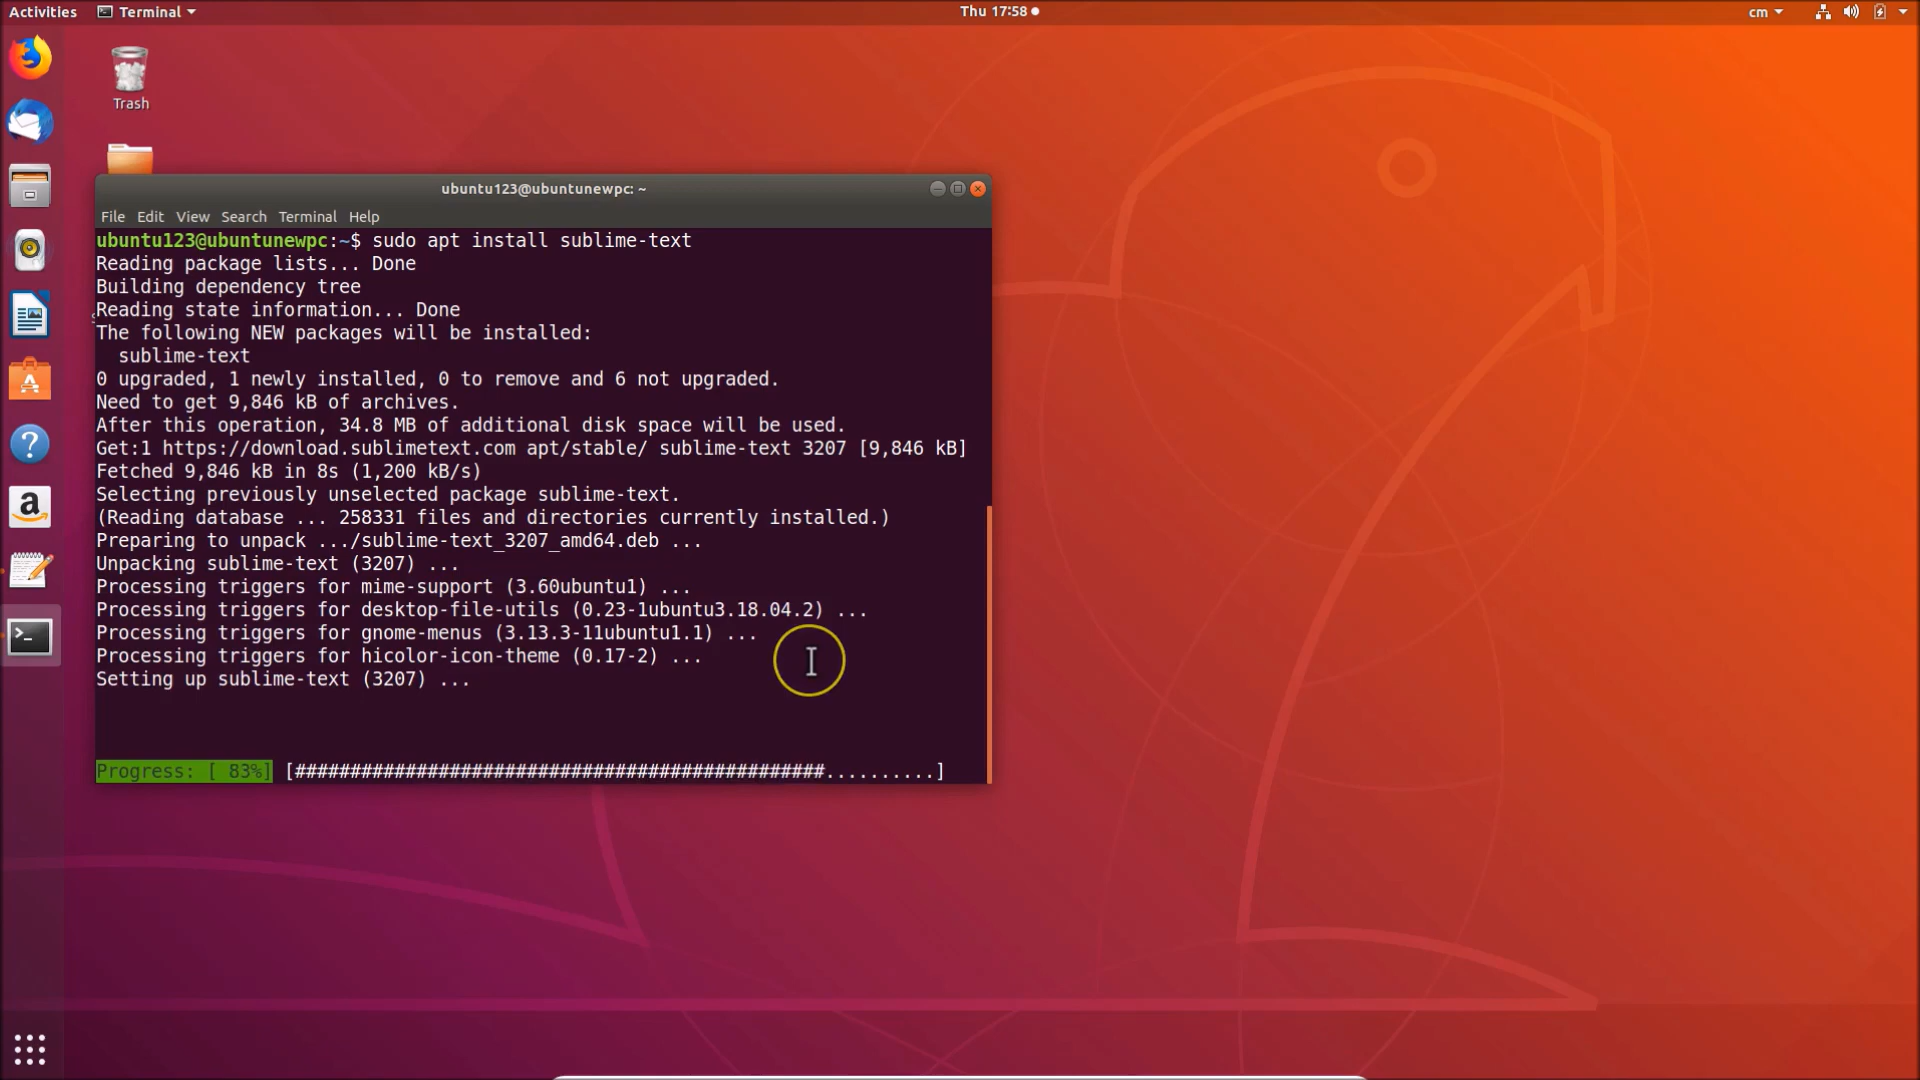 Activities Terminal Thu 17:58 cm
Trash
ubuntu123@ubuntunewpc: ~
File Edit View Search Terminal Help
ubuntu123@ubuntunewpc:~$ sudo apt install sublime-text
Reading package lists... Done
Building dependency tree
Reading state information... Done
The following NEW packages will be installed:
  sublime-text
0 upgraded, 1 newly installed, 0 to remove and 6 not upgraded.
Need to get 9,846 kB of archives.
After this operation, 34.8 MB of additional disk space will be used.
Get:1 https://download.sublimetext.com apt/stable/ sublime-text 3207 [9,846 kB]
Fetched 9,846 kB in 8s (1,200 kB/s)
Selecting previously unselected package sublime-text.
(Reading database ... 258331 files and directories currently installed.)
Preparing to unpack .../sublime-text_3207_amd64.deb ...
Unpacking sublime-text (3207) ...
Processing triggers for mime-support (3.60ubuntu1) ...
Processing triggers for desktop-file-utils (0.23-1ubuntu3.18.04.2) ...
Processing triggers for gnome-menus (3.13.3-11ubuntu1.1) ...
Processing triggers for hicolor-icon-theme (0.17-2) ...
Setting up sublime-text (3207) ...
Progress: [ 83%] [################################################..........]